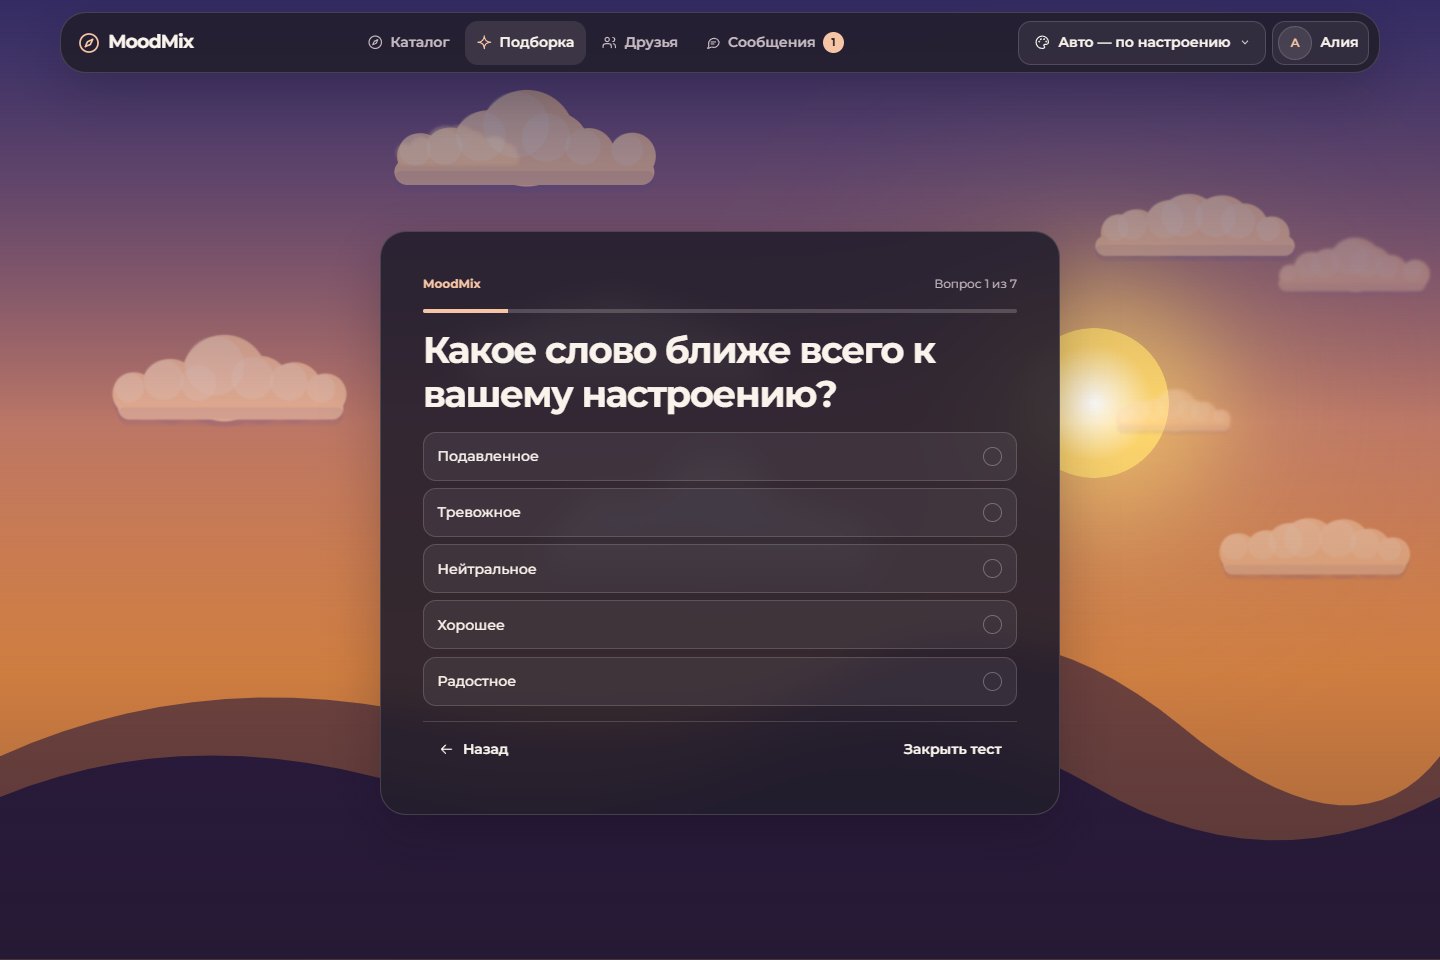 MoodMix
Каталог
Подборка
Друзья
Сообщения 1
Авто — по настроению
А Алия
MoodMix
Вопрос 1 из 7
Какое слово ближе всего к
вашему настроению?
Подавленное
Тревожное
Нейтральное
Хорошее
Радостное
Назад
Закрыть тест